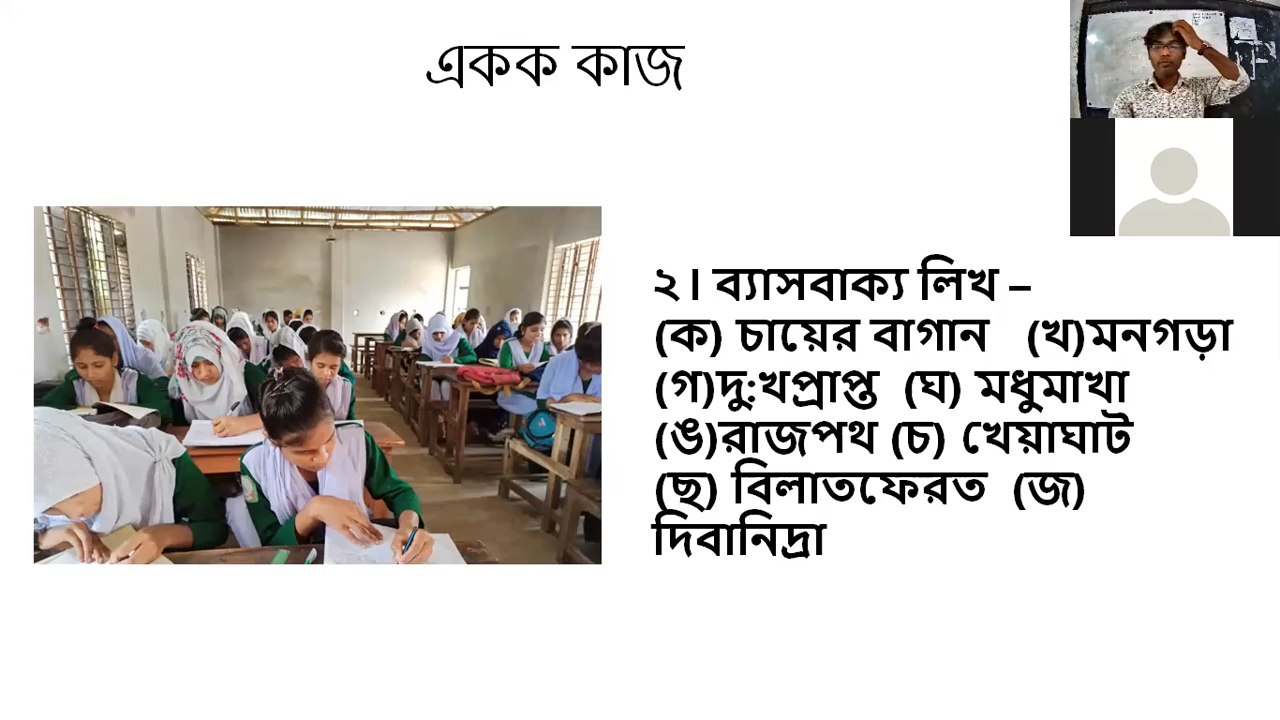 একক কাজ
২। ব্যাসবাক্য লিখ –
(ক) চায়ের বাগান (খ)মনগড়া
(গ)দু:খপ্রাপ্ত (ঘ) মধুমাখা
(ঙ)রাজপথ (চ) খেয়াঘাট
(ছ) বিলাতফেরত (জ)
দিবানিদ্রা